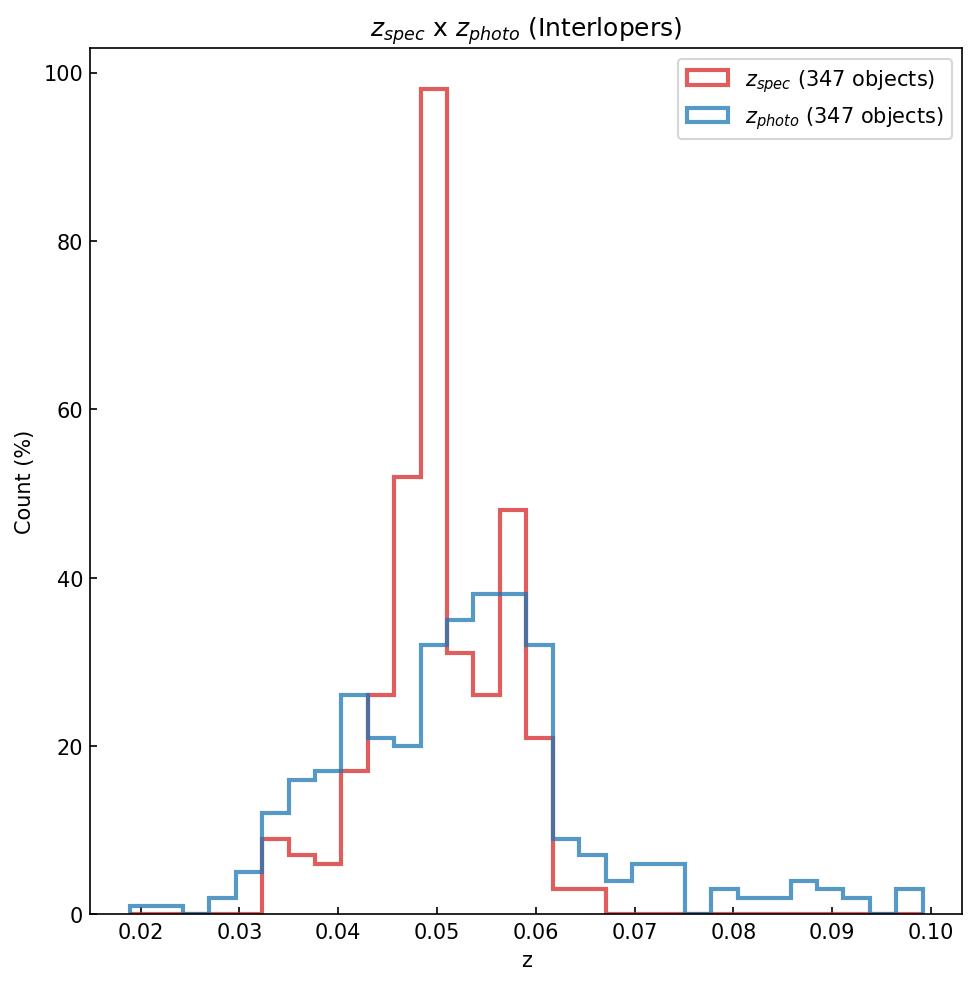 z_spec x z_photo (Interlopers)
z_spec (347 objects)
z_photo (347 objects)
Count (%)
100
80
60
40
20
0
0.02 0.03 0.04 0.05 0.06 0.07 0.08 0.09 0.10
z